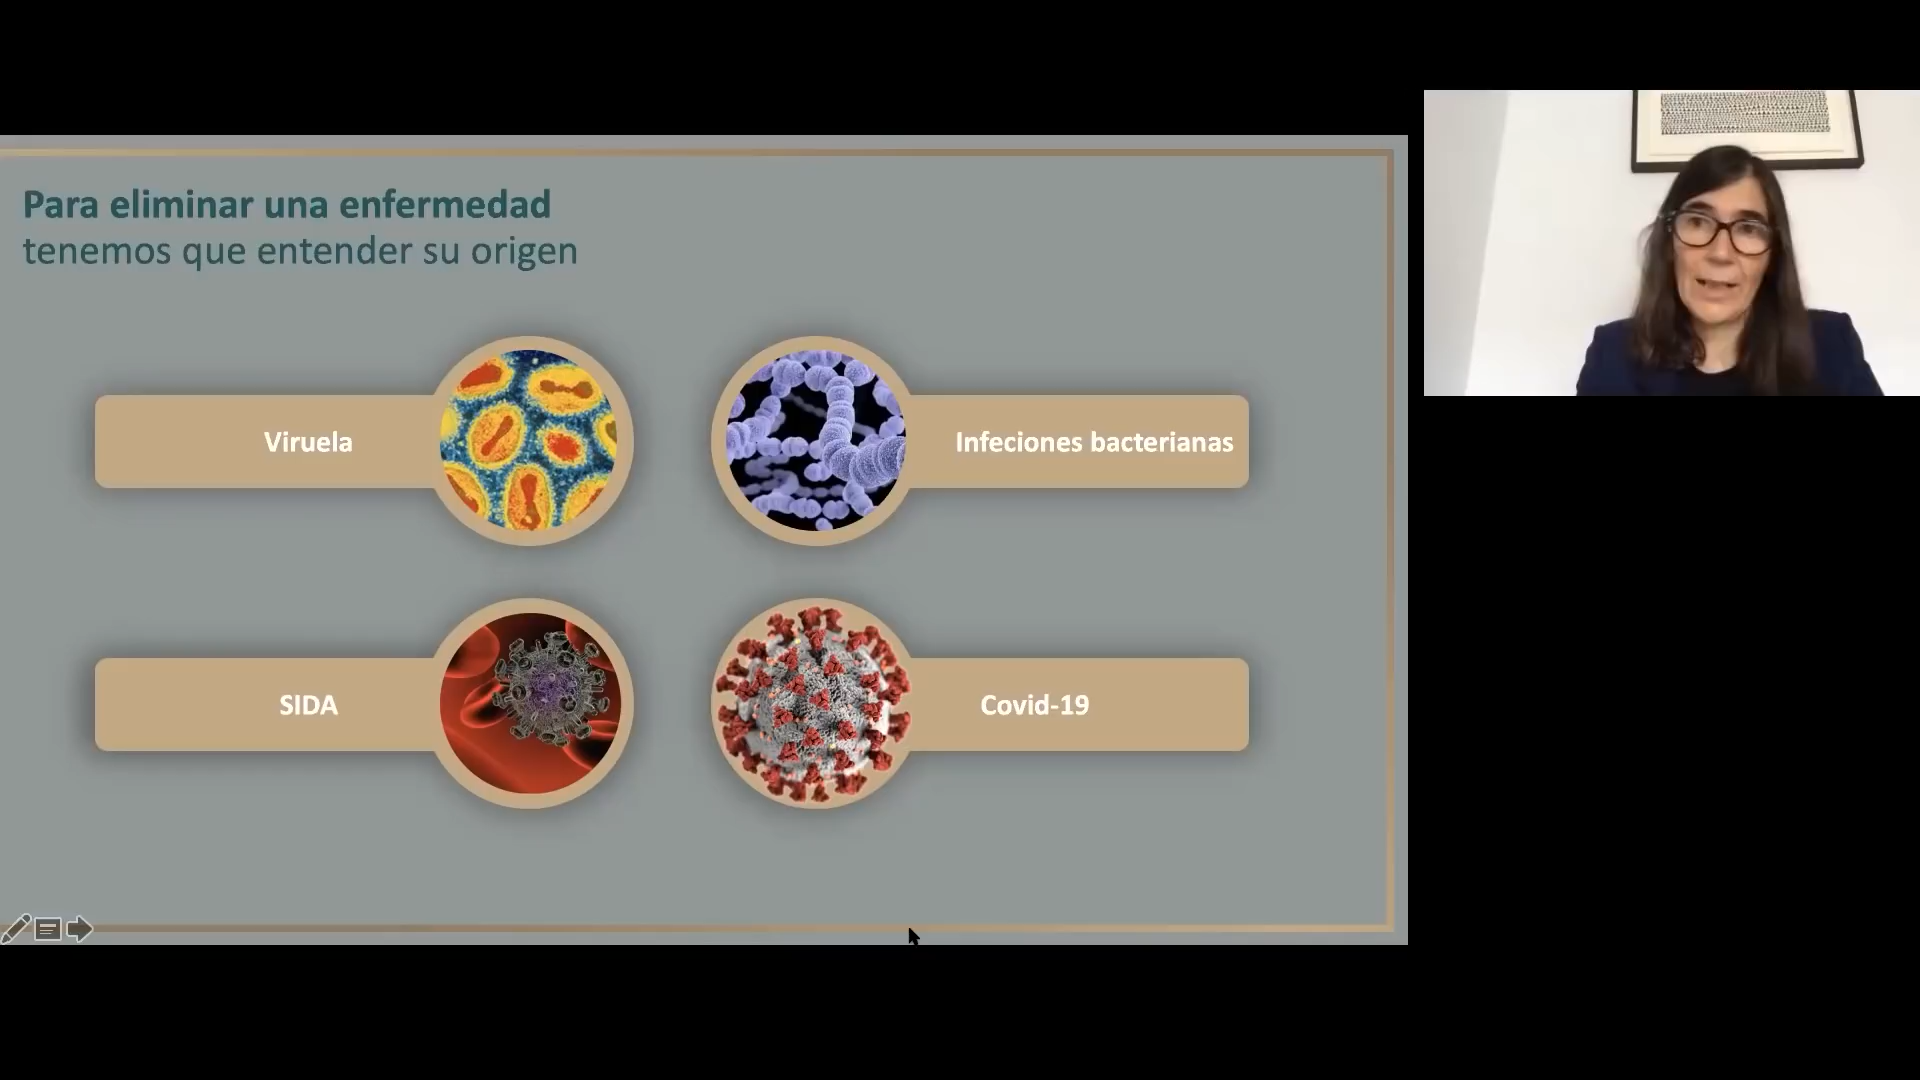 Para eliminar una enfermedad
tenemos que entender su origen
Viruela
Infeciones bacterianas
SIDA
Covid-19